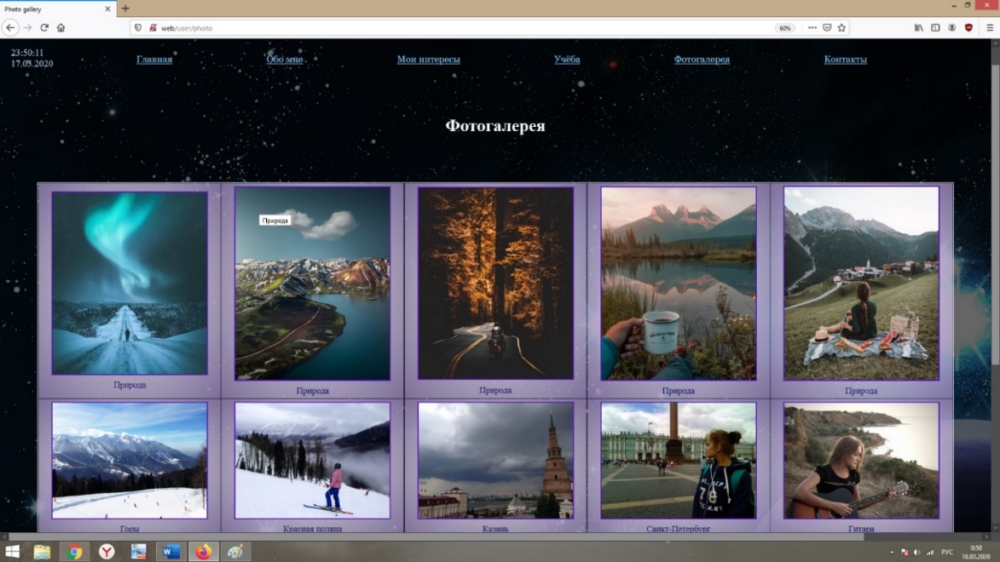 Photo gallery
web/user/photo
60%
23:50:11
17.03.2020
Главная
Обо мне
Мои интересы
Учёба
Фотогалерея
Контакты
Фотогалерея
Природа
Природа
Природа
Природа
Природа
Природа
Горы
Красная поляна
Казань
Санкт-Петербург
Гитара
РУС
0:50
18.03.2020